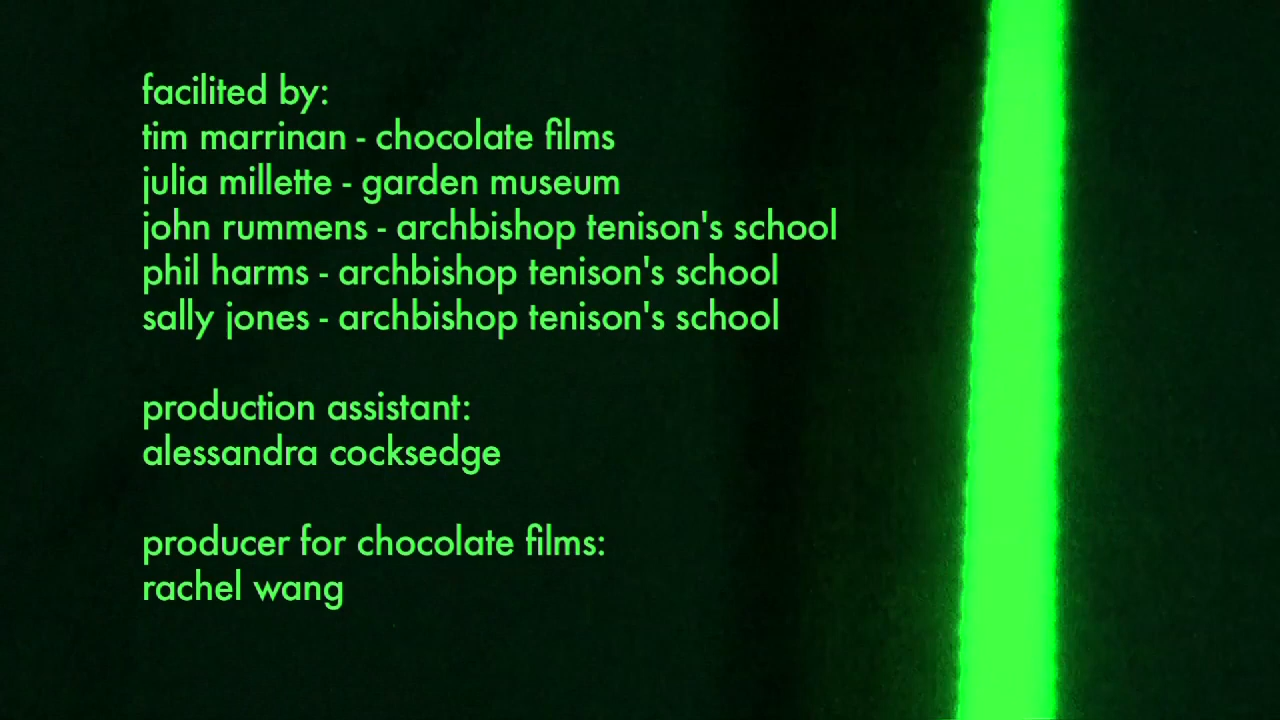 facilited by:
tim marrinan - chocolate films
julia millette - garden museum
john rummens - archbishop tenison's school
phil harms - archbishop tenison's school
sally jones - archbishop tenison's school
production assistant:
alessandra cocksedge
producer for chocolate films:
rachel wang